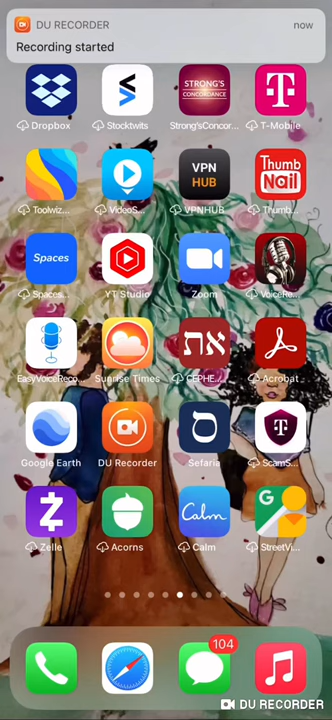 DU RECORDER now
Recording started
STRONG'S
CONCORDANCE
Dropbox Stocktwits Strong'sConcor... T-Mobile
VPN
HUB
Thumb
Nail
Toolwiz... VideoS... VPNHUB Thumb...
Spaces
Spaces... YT Studio Zoom VoiceRe...
את
EasyVoiceReco... Sunrise Times CEPHE... Acrobat
ס
Google Earth DU Recorder Sefaria ScamS...
Calm
G
Zelle Acorns Calm StreetVi...
104
DU RECORDER